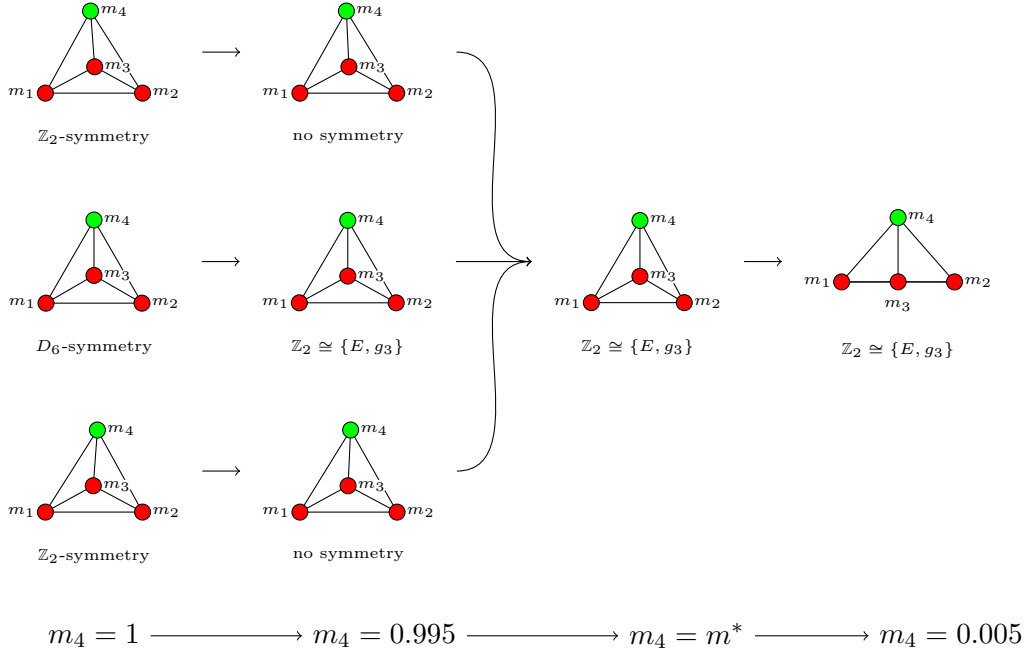 m₄ m₄
m₃ m₃
m₁ m₂ m₁ m₂
ℤ₂-symmetry no symmetry
m₄ m₄ m₄ m₄
m₃ m₃ m₃
m₁ m₂ m₁ m₂ m₁ m₂ m₁ m₂
m₃
D₆-symmetry ℤ₂ ≅ {E, g₃} ℤ₂ ≅ {E, g₃} ℤ₂ ≅ {E, g₃}
m₄ m₄
m₃ m₃
m₁ m₂ m₁ m₂
ℤ₂-symmetry no symmetry
m₄ = 1 m₄ = 0.995 m₄ = m* m₄ = 0.005